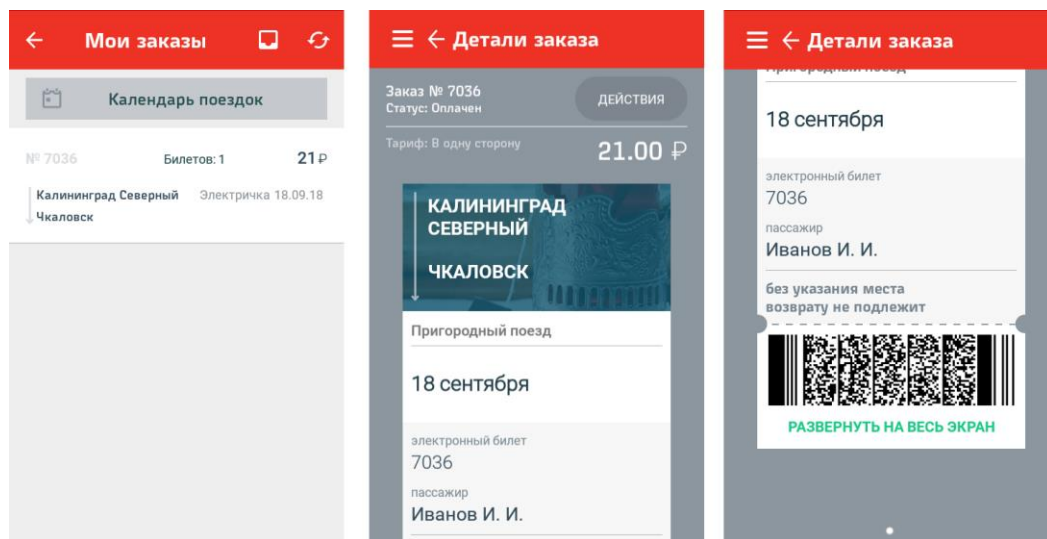 Мои заказы
Календарь поездок
№ 7036 Билетов: 1 21 ₽
Калининград Северный Электричка 18.09.18
Чкаловск
Детали заказа
Заказ № 7036
Статус: Оплачен
ДЕЙСТВИЯ
Тариф: В одну сторону 21.00 ₽
КАЛИНИНГРАД
СЕВЕРНЫЙ
ЧКАЛОВСК
Пригородный поезд
18 сентября
электронный билет
7036
пассажир
Иванов И. И.
Детали заказа
Пригородный поезд
18 сентября
электронный билет
7036
пассажир
Иванов И. И.
без указания места
возврату не подлежит
РАЗВЕРНУТЬ НА ВЕСЬ ЭКРАН